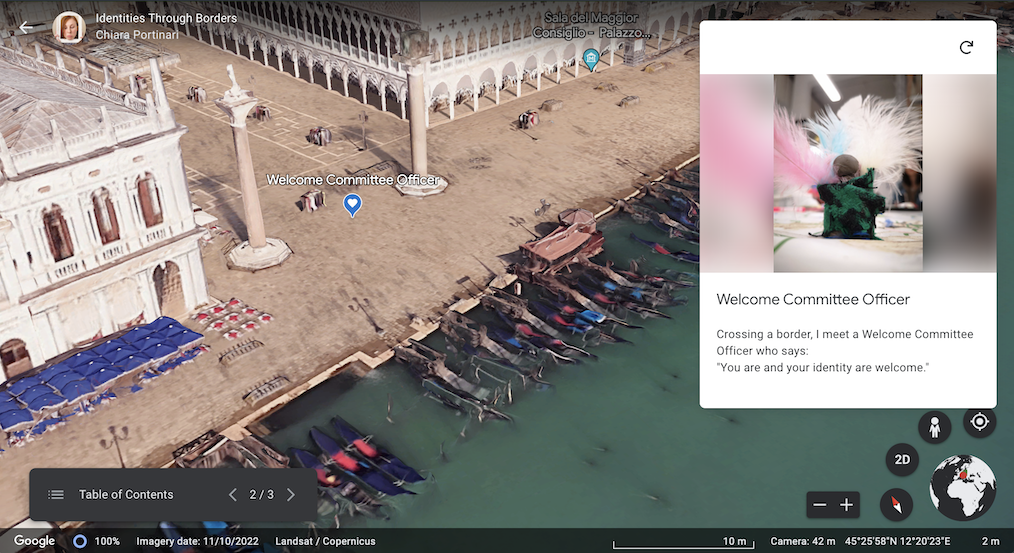 Identities Through Borders
Chiara Portinari
Sala del Maggior
Consiglio - Palazzo...
Welcome Committee Officer
Welcome Committee Officer
Crossing a border, I meet a Welcome Committee
Officer who says:
"You are and your identity are welcome."
2D
Table of Contents
2 / 3
Google
100%
Imagery date: 11/10/2022
Landsat / Copernicus
10 m
Camera: 42 m
45°25'58"N 12°20'23"E
2 m